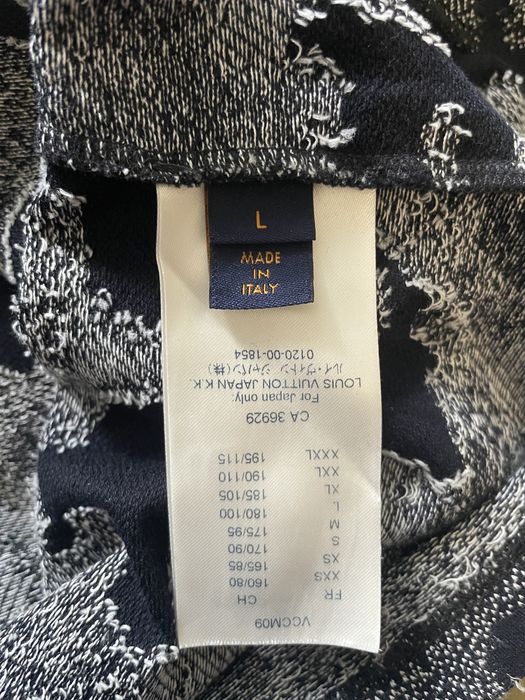 L
MADE
IN
ITALY
VCCM09
FR CH
XXS 160/80
XS 165/85
S 170/90
M 175/95
L 180/100
XL 185/105
XXL 190/110
XXXL 195/115
CA 36929
For Japan only:
LOUIS VUITTON JAPAN K.K.
ルイ・ヴィトン ジャパン(株)
0120-00-1854